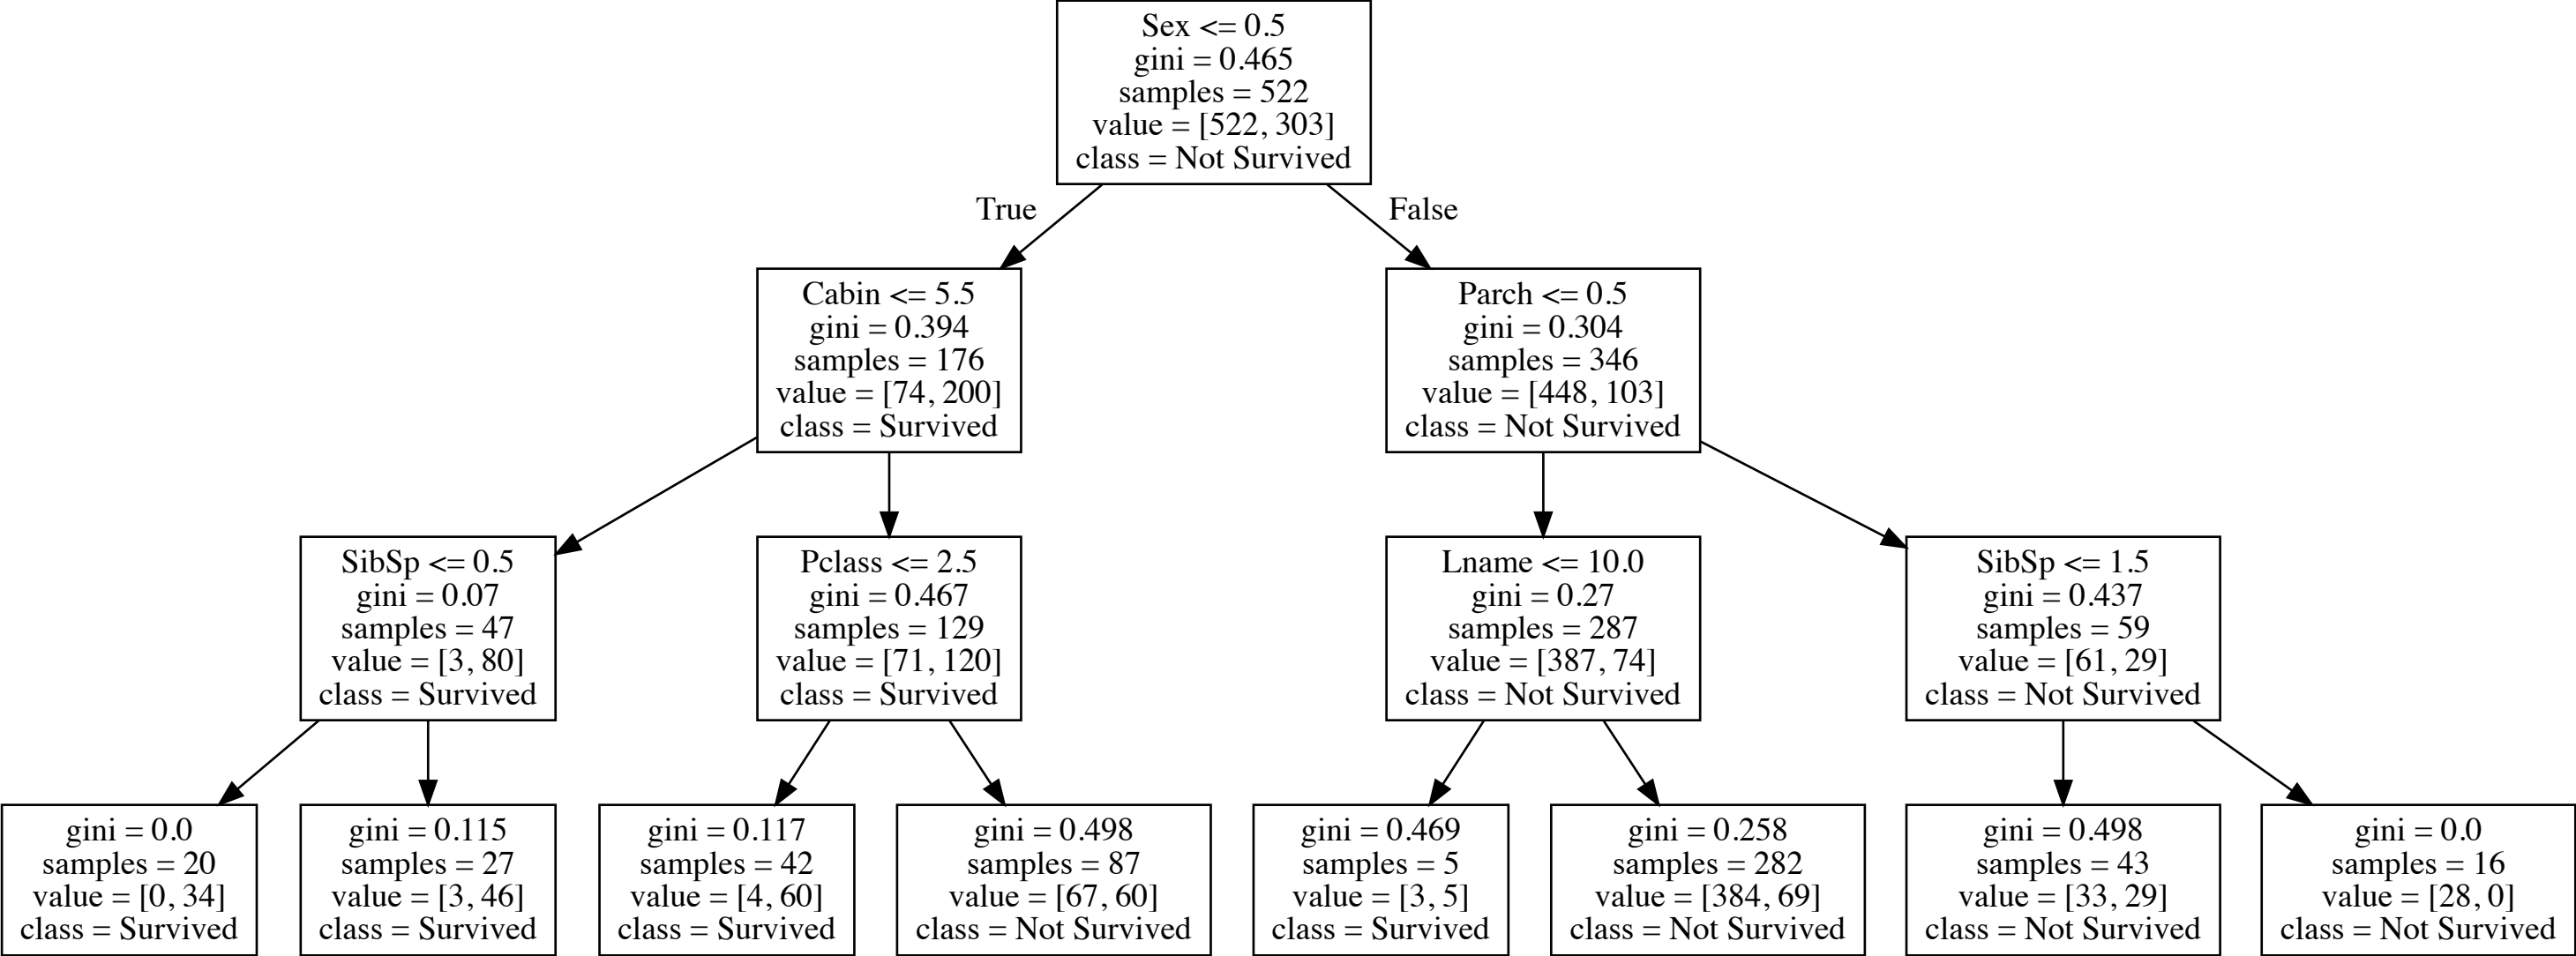 Sex <= 0.5
gini = 0.465
samples = 522
value = [522, 303]
class = Not Survived
True
False
Cabin <= 5.5
gini = 0.394
samples = 176
value = [74, 200]
class = Survived
Parch <= 0.5
gini = 0.304
samples = 346
value = [448, 103]
class = Not Survived
SibSp <= 0.5
gini = 0.07
samples = 47
value = [3, 80]
class = Survived
Pclass <= 2.5
gini = 0.467
samples = 129
value = [71, 120]
class = Survived
Lname <= 10.0
gini = 0.27
samples = 287
value = [387, 74]
class = Not Survived
SibSp <= 1.5
gini = 0.437
samples = 59
value = [61, 29]
class = Not Survived
gini = 0.0
samples = 20
value = [0, 34]
class = Survived
gini = 0.115
samples = 27
value = [3, 46]
class = Survived
gini = 0.117
samples = 42
value = [4, 60]
class = Survived
gini = 0.498
samples = 87
value = [67, 60]
class = Not Survived
gini = 0.469
samples = 5
value = [3, 5]
class = Survived
gini = 0.258
samples = 282
value = [384, 69]
class = Not Survived
gini = 0.498
samples = 43
value = [33, 29]
class = Not Survived
gini = 0.0
samples = 16
value = [28, 0]
class = Not Survived